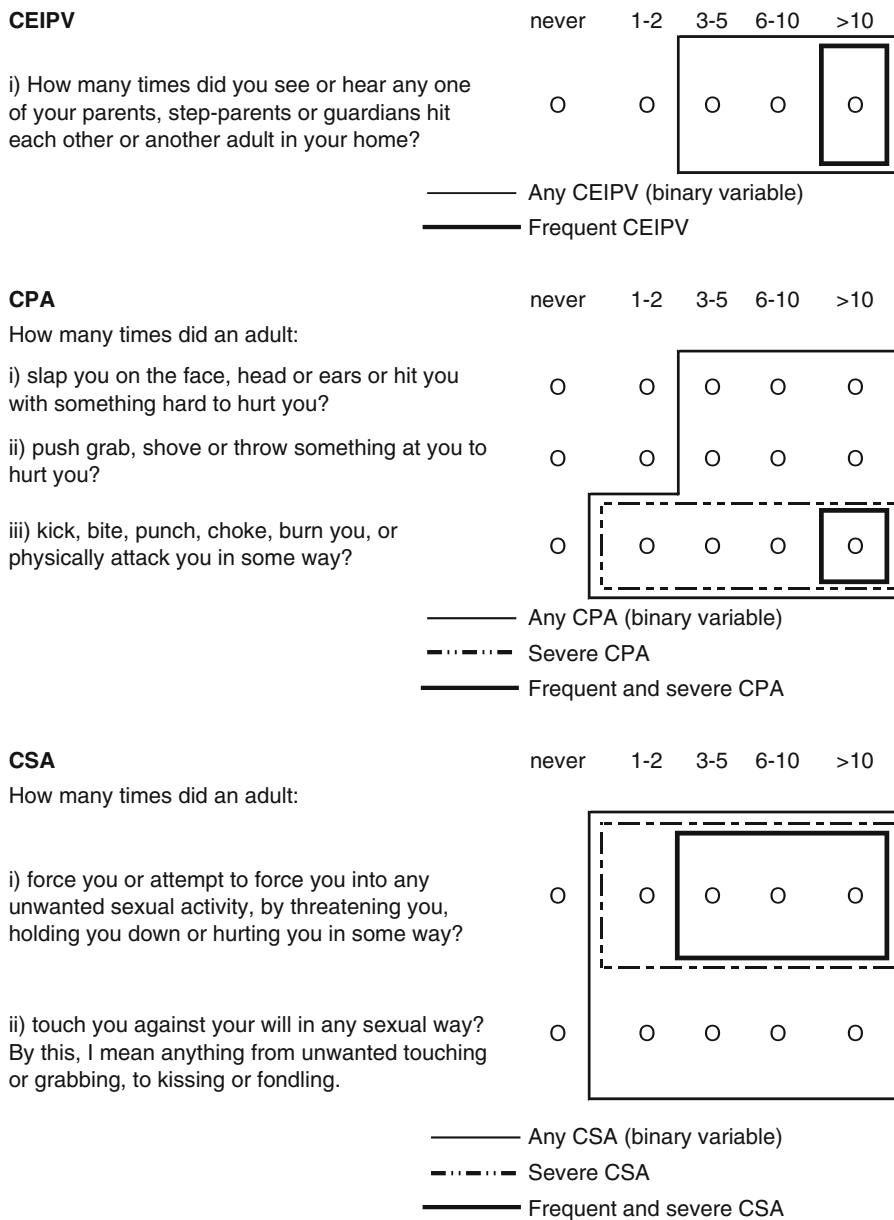 CEIPV never 1-2 3-5 6-10 >10
i) How many times did you see or hear any one
of your parents, step-parents or guardians hit O O O O O
each other or another adult in your home?
Any CEIPV (binary variable)
Frequent CEIPV
CPA never 1-2 3-5 6-10 >10
How many times did an adult:
i) slap you on the face, head or ears or hit you
with something hard to hurt you? O O O O O
ii) push grab, shove or throw something at you to
hurt you? O O O O O
iii) kick, bite, punch, choke, burn you, or
physically attack you in some way? O O O O O
Any CPA (binary variable)
Severe CPA
Frequent and severe CPA
CSA never 1-2 3-5 6-10 >10
How many times did an adult:
i) force you or attempt to force you into any
unwanted sexual activity, by threatening you, O O O O O
holding you down or hurting you in some way?
ii) touch you against your will in any sexual way? O O O O O
By this, I mean anything from unwanted touching
or grabbing, to kissing or fondling.
Any CSA (binary variable)
Severe CSA
Frequent and severe CSA